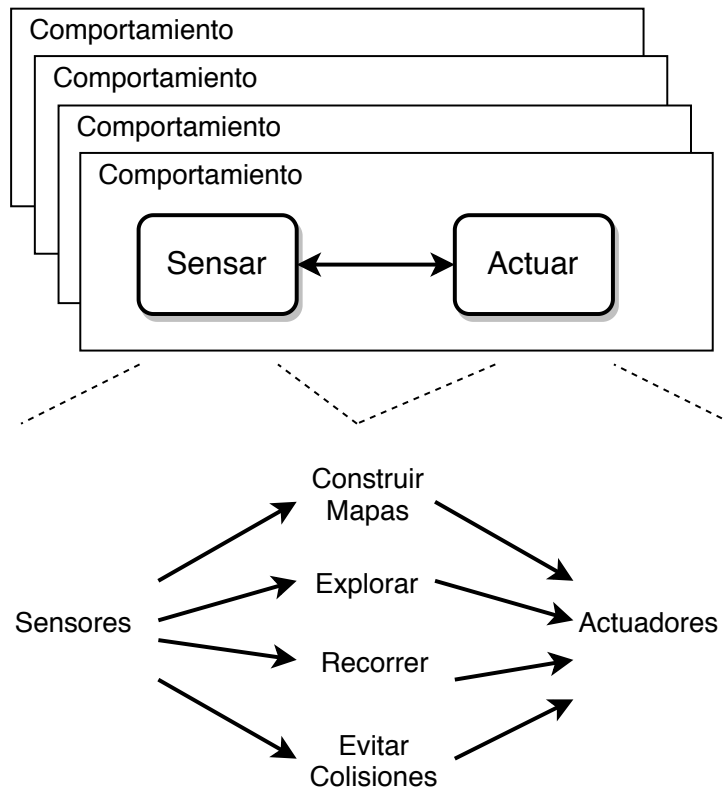 Comportamiento
Comportamiento
Comportamiento
Comportamiento
Sensar
Actuar
Construir
Mapas
Explorar
Sensores
Actuadores
Recorrer
Evitar
Colisiones